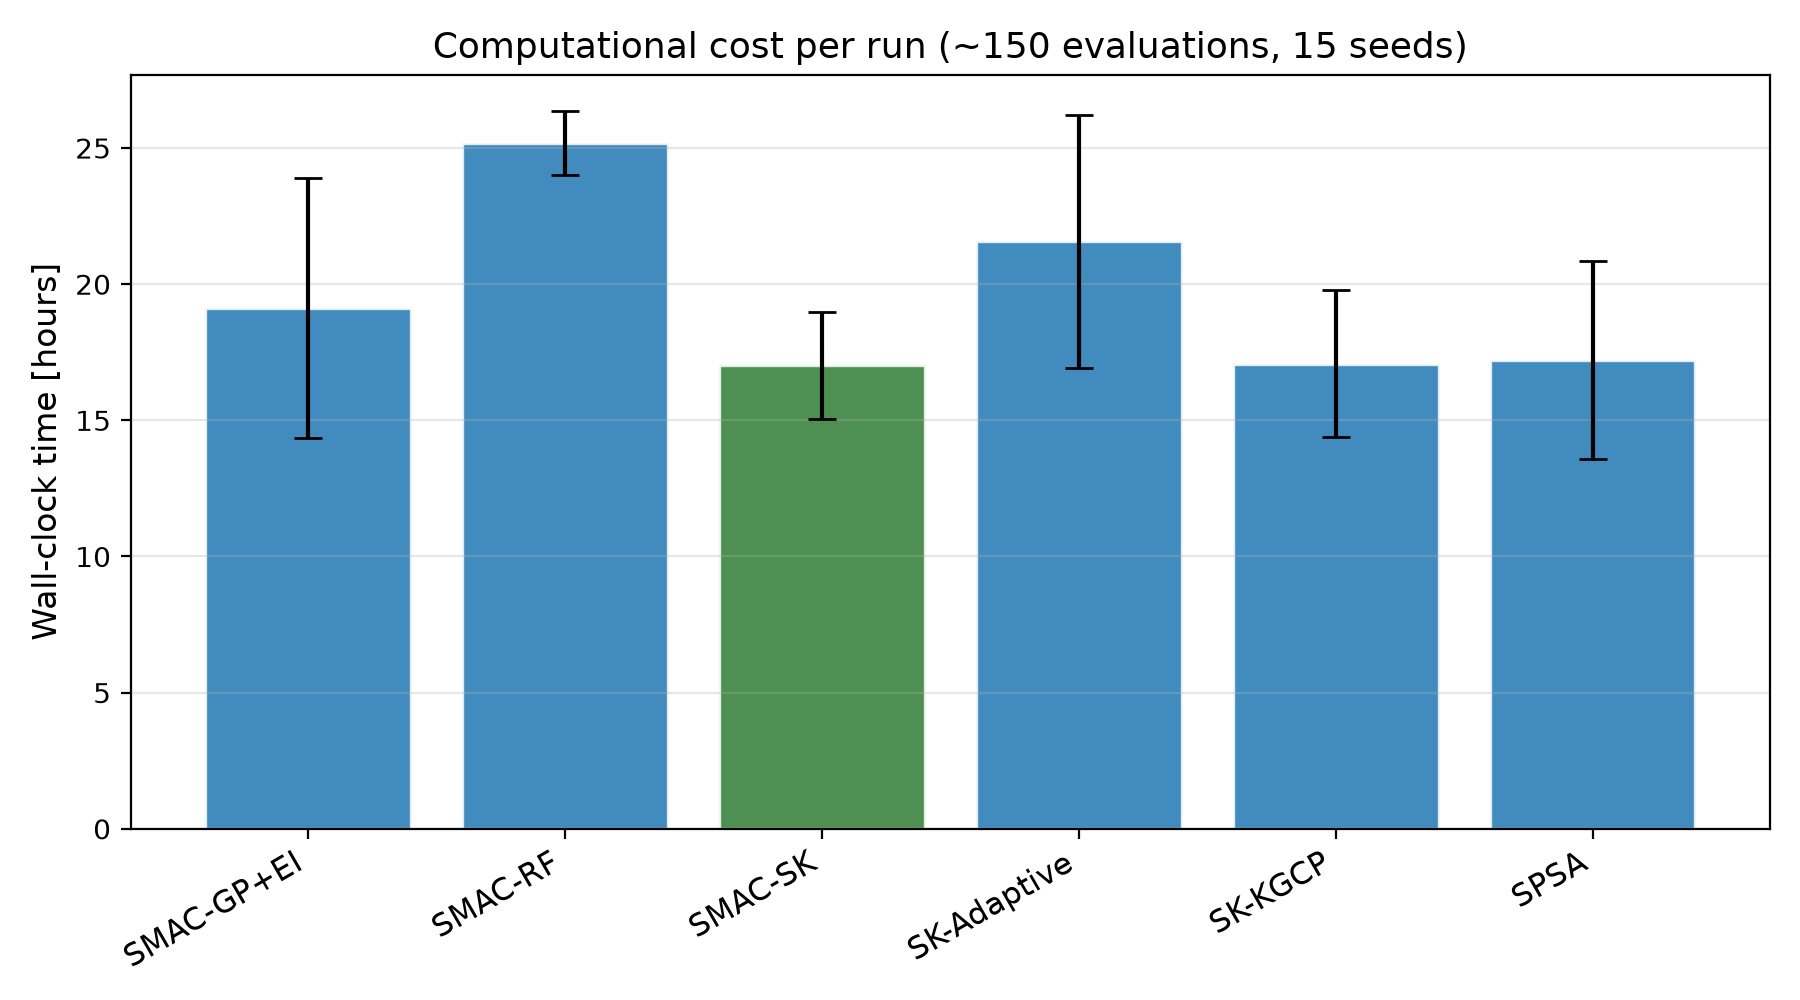 Computational cost per run (~150 evaluations, 15 seeds)
Wall-clock time [hours]
25
20
15
10
5
0
SMAC-GP+EI
SMAC-RF
SMAC-SK
SK-Adaptive
SK-KGCP
SPSA